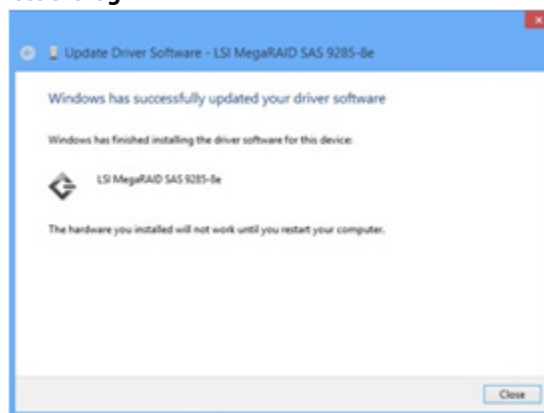 Update Driver Software - LSI MegaRAID SAS 9285-8e
Windows has successfully updated your driver software
Windows has finished installing the driver software for this device:
LSI MegaRAID SAS 9285-8e
The hardware you installed will not work until you restart your computer.
Close